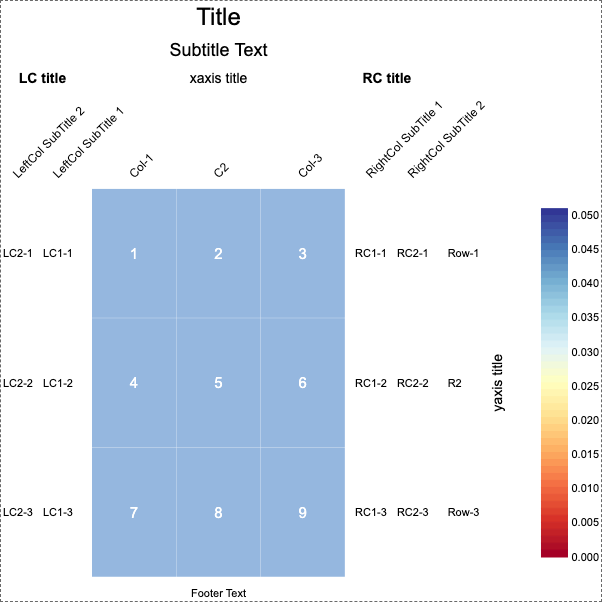 Title
Subtitle Text
LC title xaxis title RC title
LeftCol SubTitle 2 LeftCol SubTitle 1 Col-1 C2 Col-3 RightCol SubTitle 1 RightCol SubTitle 2
LC2-1 LC1-1 1 2 3 RC1-1 RC2-1 Row-1
LC2-2 LC1-2 4 5 6 RC1-2 RC2-2 R2
LC2-3 LC1-3 7 8 9 RC1-3 RC2-3 Row-3
yaxis title
0.050
0.045
0.040
0.035
0.030
0.025
0.020
0.015
0.010
0.005
0.000
Footer Text